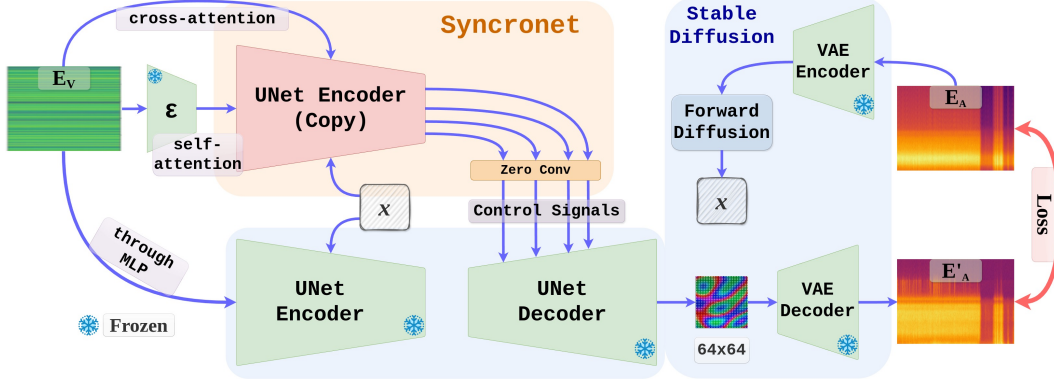 cross-attention
Syncronet
Stable
Diffusion
E_V
ε
UNet Encoder
(Copy)
self-
attention
VAE
Encoder
Forward
Diffusion
E_A
Zero Conv
x
x
Control Signals
Loss
through
MLP
UNet
Encoder
UNet
Decoder
VAE
Decoder
E'_A
Frozen
64x64